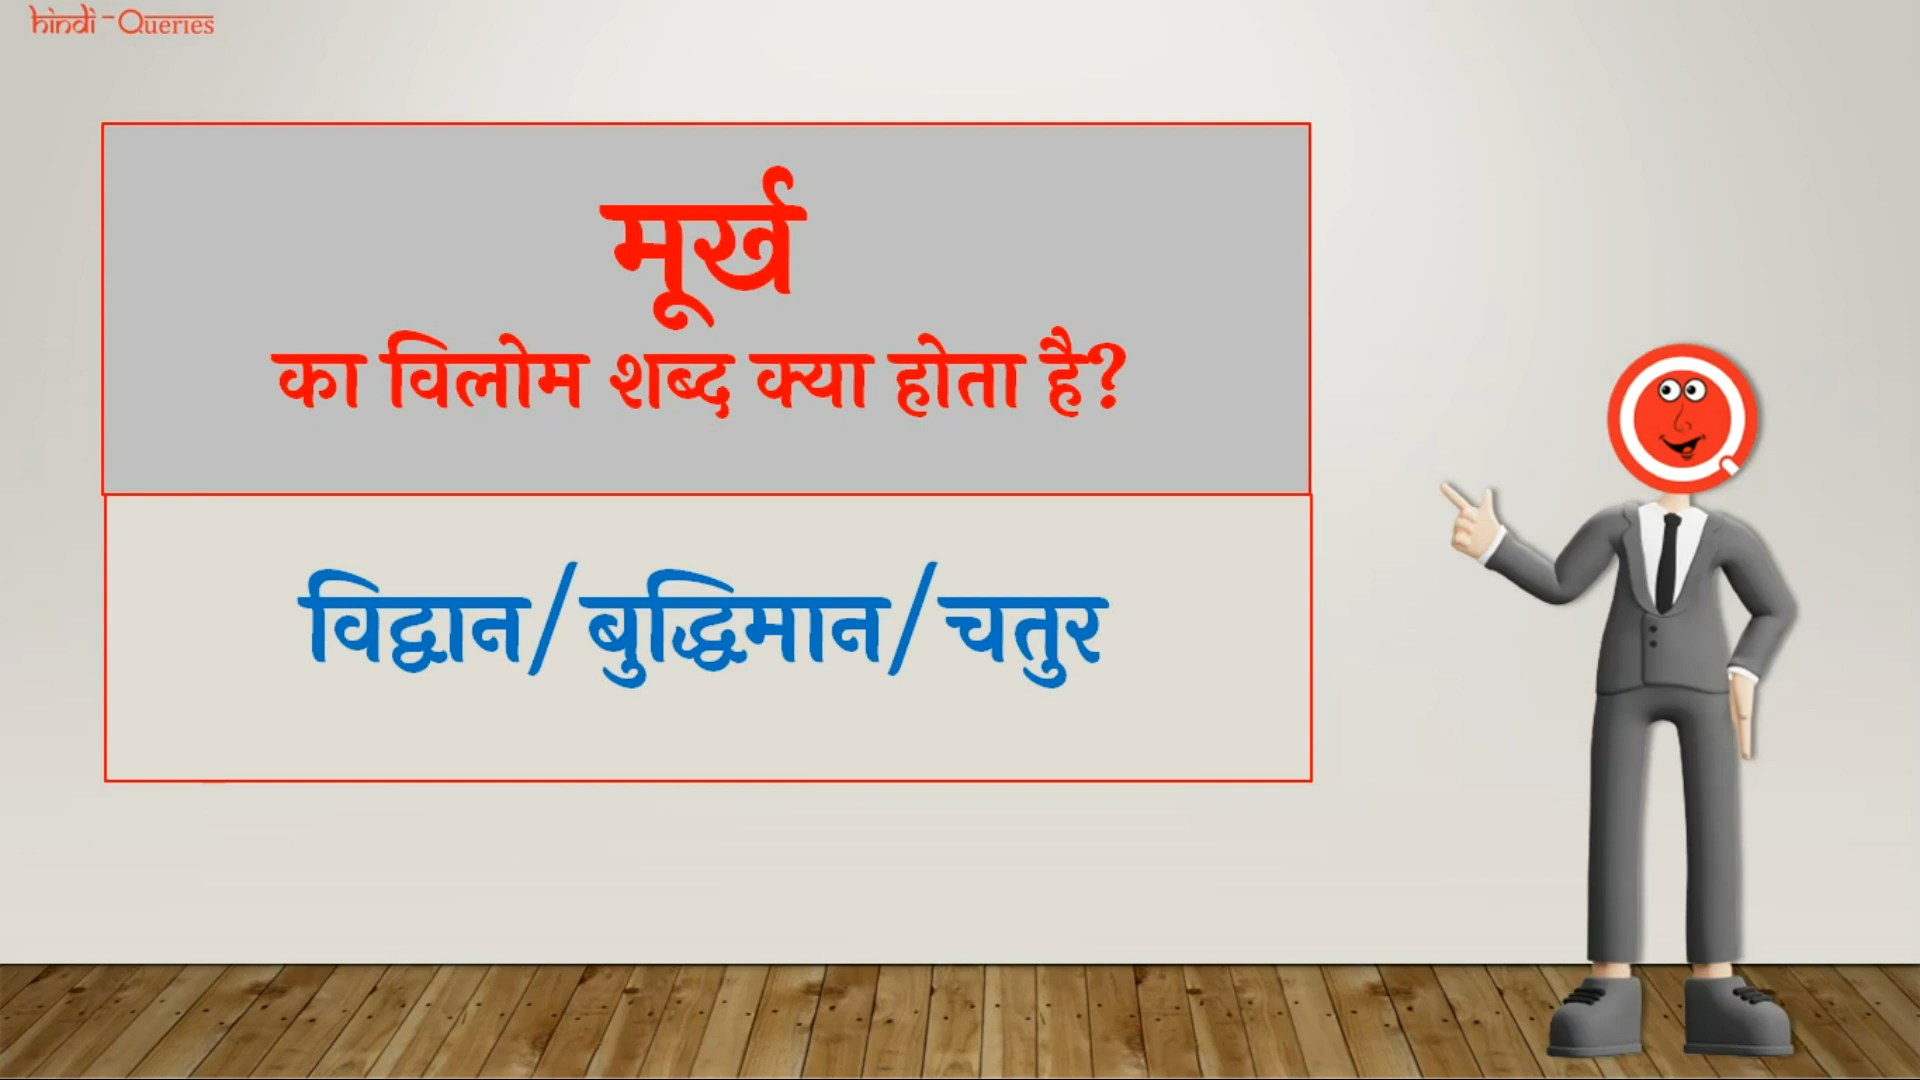 hindi-Queries
मूर्ख
का विलोम शब्द क्या होता है?
विद्वान/बुद्धिमान/चतुर